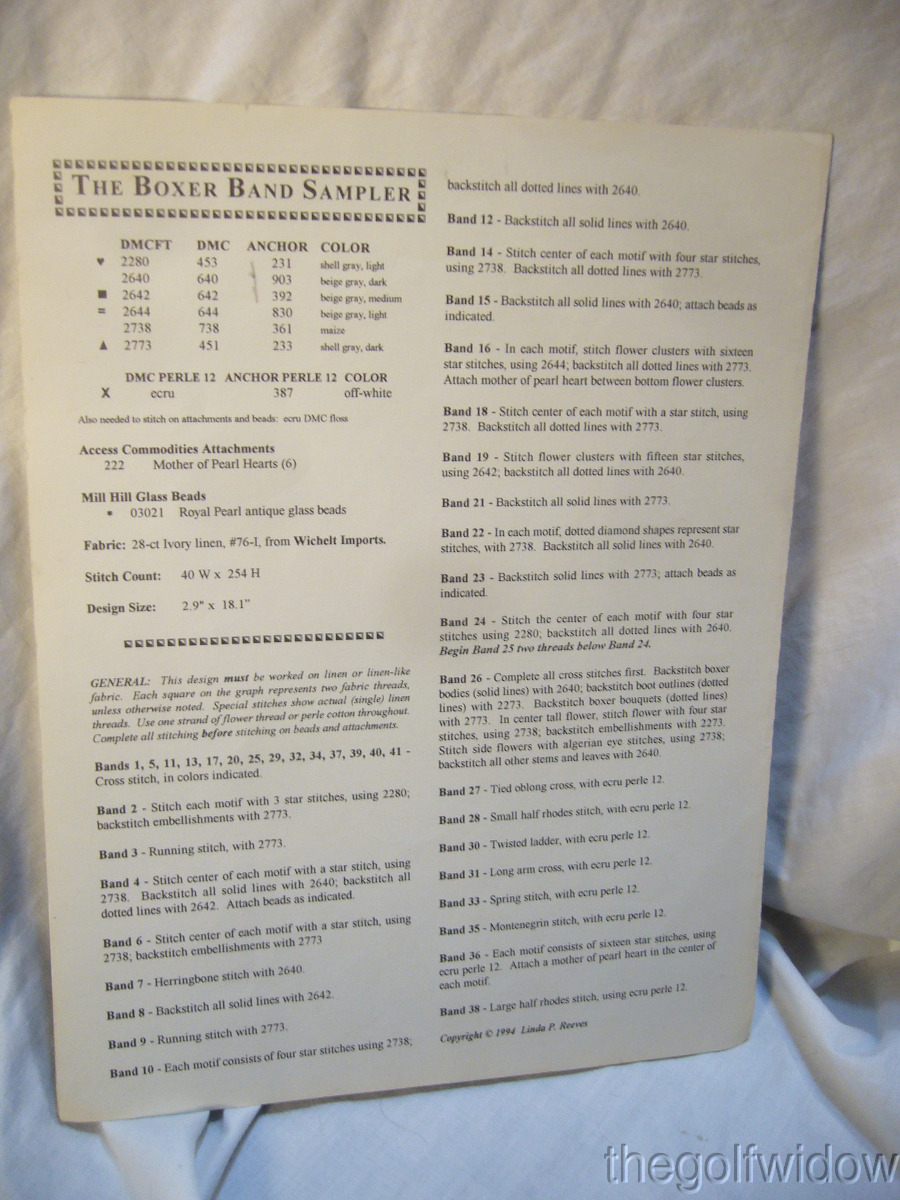 THE BOXER BAND SAMPLER
DMCFT DMC ANCHOR COLOR
♥ 2280 453 231 shell gray, light
2640 640 903 beige gray, dark
■ 2642 642 392 beige gray, medium
= 2644 644 830 beige gray, light
2738 738 361 maize
▲ 2773 451 233 shell gray, dark
DMC PERLE 12 ANCHOR PERLE 12 COLOR
X ecru 387 off-white
Also needed to stitch on attachments and beads: ecru DMC floss
Access Commodities Attachments
222 Mother of Pearl Hearts (6)
Mill Hill Glass Beads
* 03021 Royal Pearl antique glass beads
Fabric: 28-ct Ivory linen, #76-I, from Wichelt Imports.
Stitch Count: 40 W x 254 H
Design Size: 2.9" x 18.1"
GENERAL: This design must be worked on linen or linen-like
fabric. Each square on the graph represents two fabric threads,
unless otherwise noted. Special stitches show actual (single) linen
threads. Use one strand of flower thread or perle cotton throughout.
Complete all stitching before stitching on beads and attachments.
Bands 1, 5, 11, 13, 17, 20, 25, 29, 32, 34, 37, 39, 40, 41 -
Cross stitch, in colors indicated.
Band 2 - Stitch each motif with 3 star stitches, using 2280;
backstitch embellishments with 2773.
Band 3 - Running stitch, with 2773.
Band 4 - Stitch center of each motif with a star stitch, using
2738. Backstitch all solid lines with 2640; backstitch all
dotted lines with 2642. Attach beads as indicated.
Band 6 - Stitch center of each motif with a star stitch, using
2738; backstitch embellishments with 2773
Band 7 - Herringbone stitch with 2640.
Band 8 - Backstitch all solid lines with 2642.
Band 9 - Running stitch with 2773.
Band 10 - Each motif consists of four star stitches using 2738;
backstitch all dotted lines with 2640.
Band 12 - Backstitch all solid lines with 2640.
Band 14 - Stitch center of each motif with four star stitches,
using 2738. Backstitch all dotted lines with 2773.
Band 15 - Backstitch all solid lines with 2640; attach beads as
indicated.
Band 16 - In each motif, stitch flower clusters with sixteen
star stitches, using 2644; backstitch all dotted lines with 2773.
Attach mother of pearl heart between bottom flower clusters.
Band 18 - Stitch center of each motif with a star stitch, using
2738. Backstitch all dotted lines with 2773.
Band 19 - Stitch flower clusters with fifteen star stitches,
using 2642; backstitch all dotted lines with 2640.
Band 21 - Backstitch all solid lines with 2773.
Band 22 - In each motif, dotted diamond shapes represent star
stitches, with 2738. Backstitch all solid lines with 2640.
Band 23 - Backstitch solid lines with 2773; attach beads as
indicated.
Band 24 - Stitch the center of each motif with four star
stitches using 2280; backstitch all dotted lines with 2640.
Begin Band 25 two threads below Band 24.
Band 26 - Complete all cross stitches first. Backstitch boxer
bodies (solid lines) with 2640; backstitch boot outlines (dotted
lines) with 2273. Backstitch boxer bouquets (dotted lines)
with 2773. In center tall flower, stitch flower with four star
stitches, using 2738; backstitch embellishments with 2273.
Stitch side flowers with algerian eye stitches, using 2738;
backstitch all other stems and leaves with 2640.
Band 27 - Tied oblong cross, with ecru perle 12.
Band 28 - Small half rhodes stitch, with ecru perle 12.
Band 30 - Twisted ladder, with ecru perle 12.
Band 31 - Long arm cross, with ecru perle 12.
Band 33 - Spring stitch, with ecru perle 12.
Band 35 - Montenegrin stitch, with ecru perle 12.
Band 36 - Each motif consists of sixteen star stitches, using
ecru perle 12. Attach a mother of pearl heart in the center of
each motif.
Band 38 - Large half rhodes stitch, using ecru perle 12.
Copyright © 1994 Linda P. Reeves
thegolfwidow